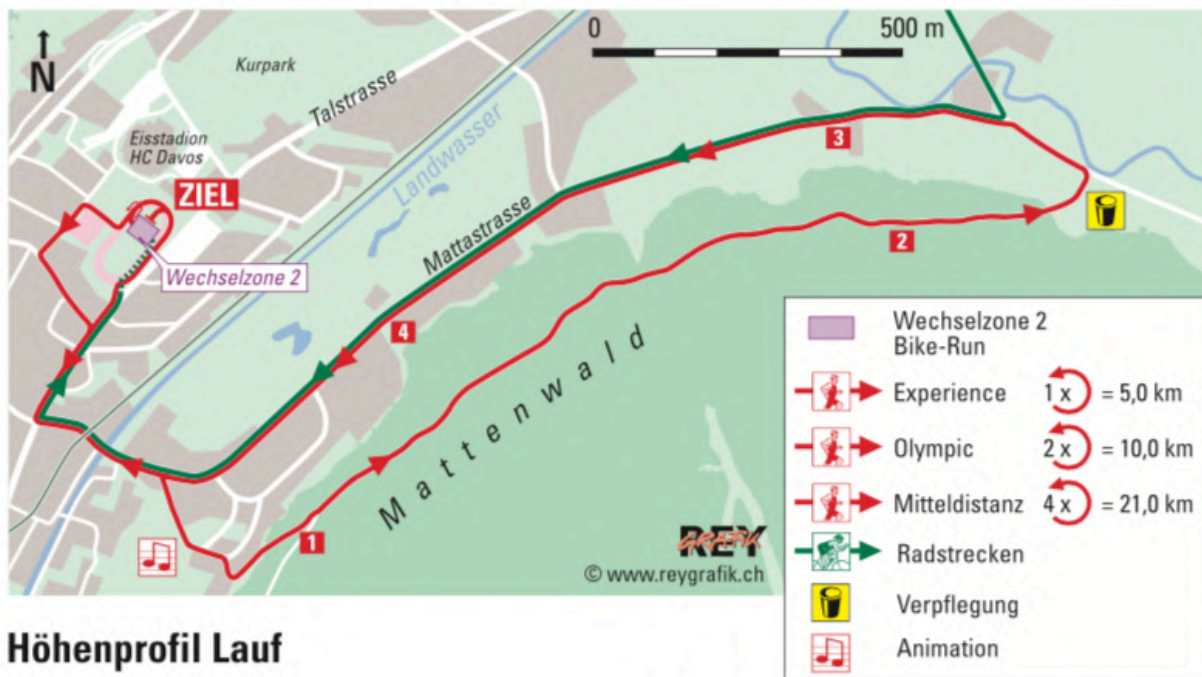 0 500 m
N
Kurpark
Talstrasse
Eisstadion
HC Davos
Landwasser
ZIEL
3
Mattastrasse
2
Wechselzone 2
4
Mattenwald
1
REY
GRAFIK
© www.reygrafik.ch
Wechselzone 2
Bike-Run
Experience 1 x = 5,0 km
Olympic 2 x = 10,0 km
Mitteldistanz 4 x = 21,0 km
Radstrecken
Verpflegung
Animation
Höhenprofil Lauf